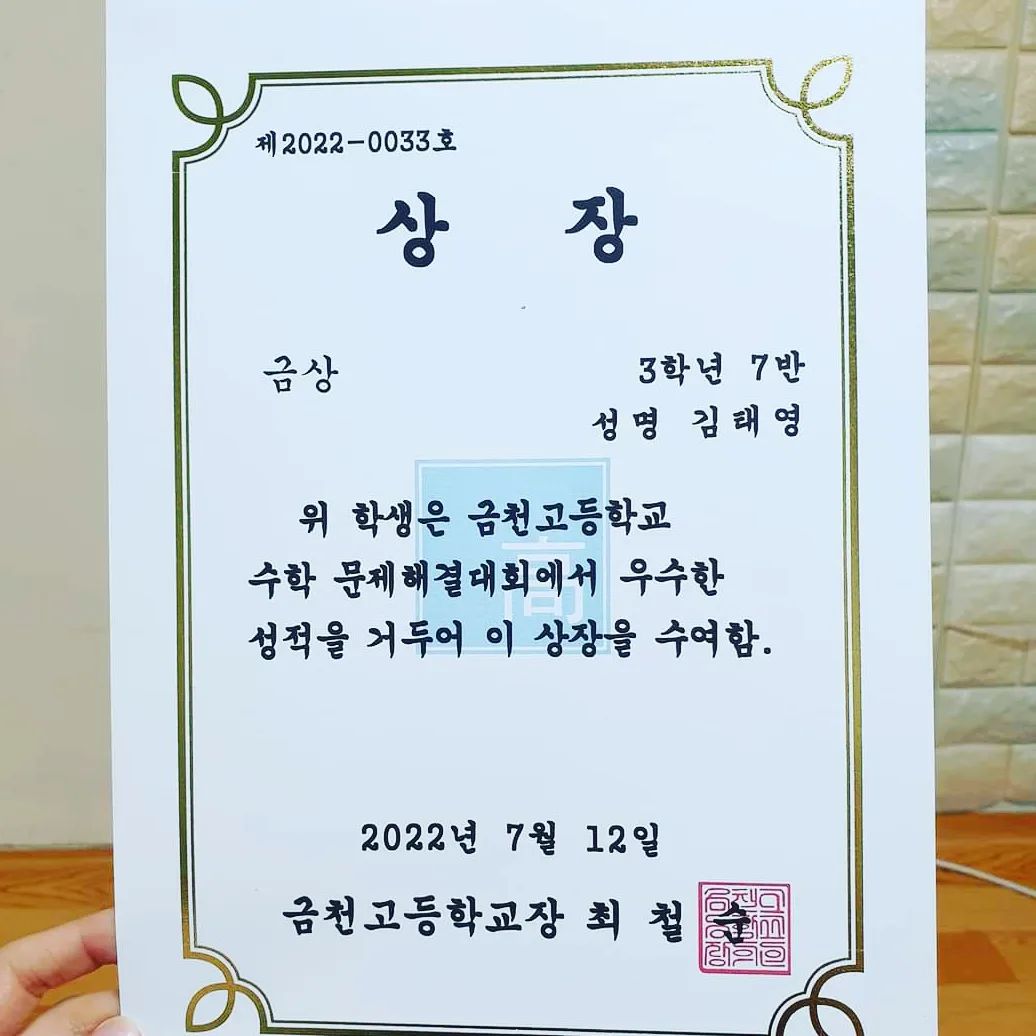 제2022-0033호
상 장
금상
3학년 7반
성명 김태영
위 학생은 금천고등학교
수학 문제해결대회에서 우수한
성적을 거두어 이 상장을 수여함.
高
2022년 7월 12일
금천고등학교장 최 철 순